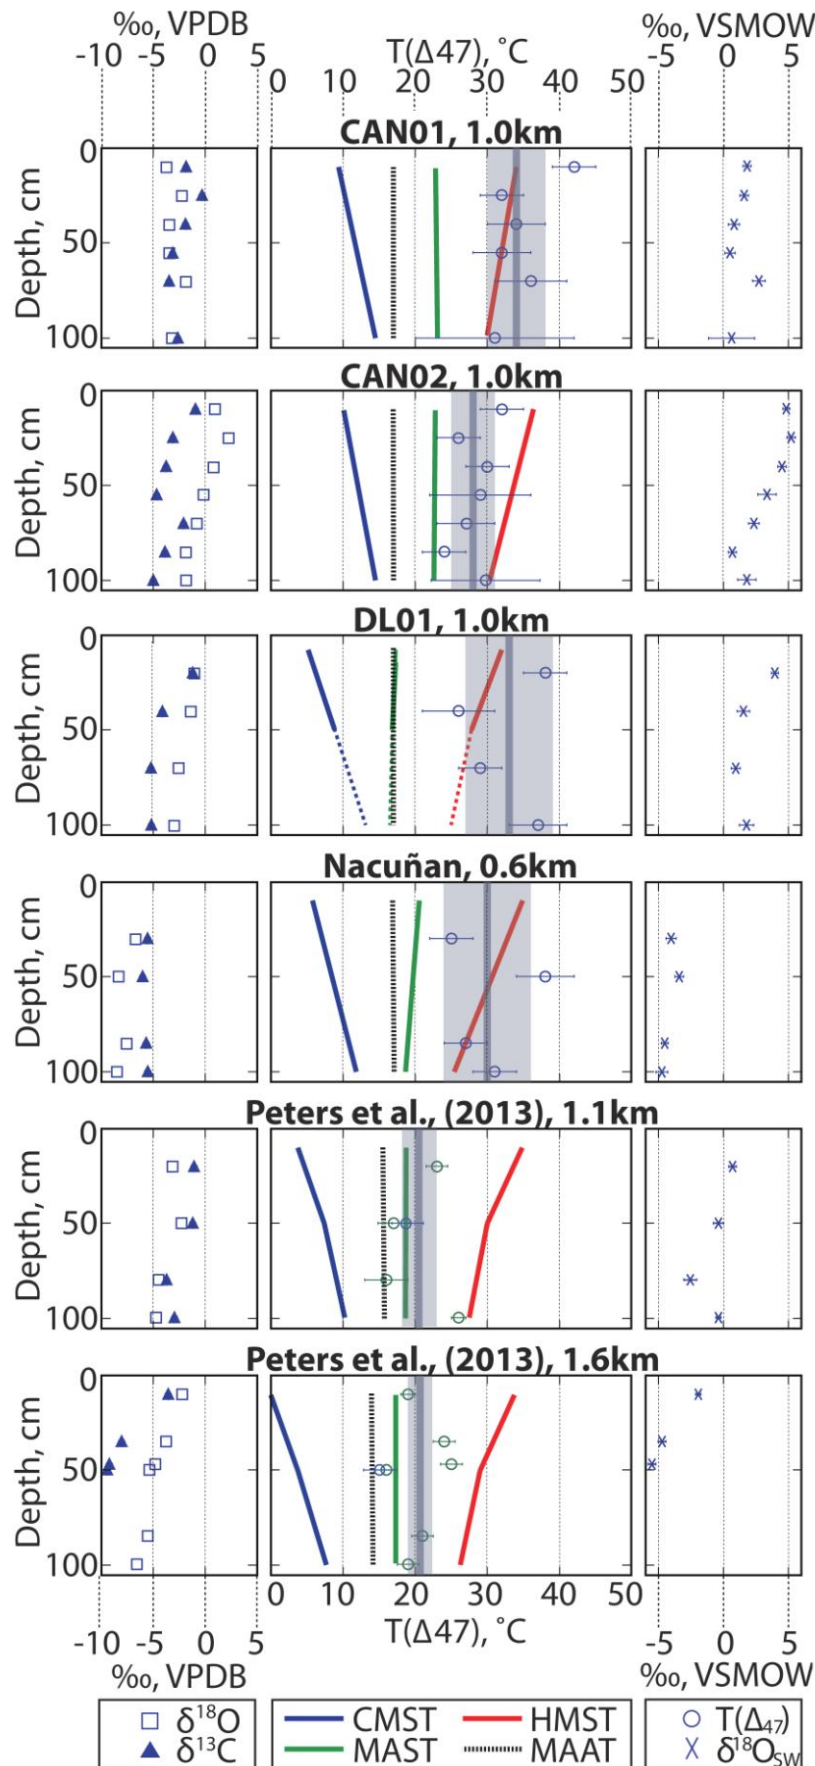 ‰, VPDB
‰, VSMOW
-10 -5 0 5
T(Δ47), °C
-5 0 5
0 10 20 30 40 50
CAN01, 1.0km
0
50
100
Depth, cm
CAN02, 1.0km
0
50
100
Depth, cm
DL01, 1.0km
0
50
100
Depth, cm
Nacuñan, 0.6km
0
50
100
Depth, cm
Peters et al., (2013), 1.1km
0
50
100
Depth, cm
Peters et al., (2013), 1.6km
0
50
100
Depth, cm
0 10 20 30 40 50
-10 -5 0 5
T(Δ47), °C
-5 0 5
‰, VPDB
‰, VSMOW
δ¹⁸O
δ¹³C
CMST
HMST
MAST
MAAT
T(Δ₄₇)
δ¹⁸O_SW